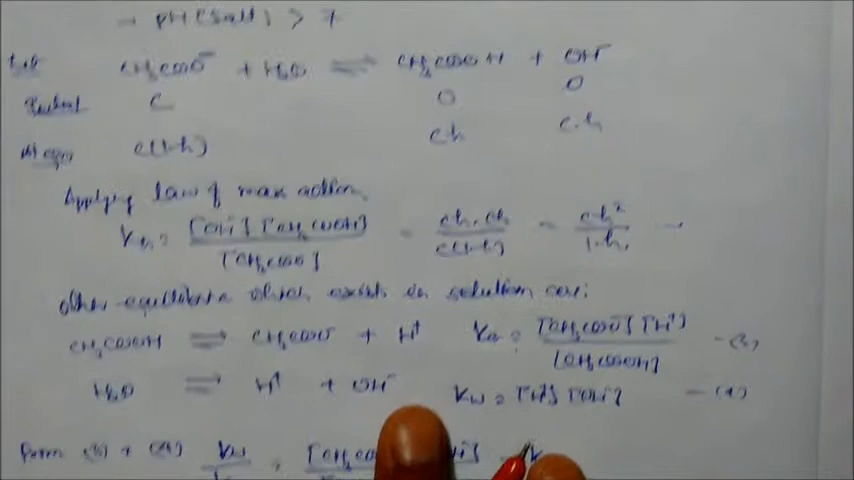 → pH (salt) > 7
CH₃COO⁻ + H₂O ⇌ CH₃COOH + OH⁻
C 0 0
C(1-h) Ch C.h
Applying law of mass action,
Kh = [OH⁻] [CH₃COOH] / [CH₃COO⁻] = Ch.Ch / C(1-h) = Ch² / 1-h
Other equilibria which exists in solution are:
CH₃COOH ⇌ CH₃COO⁻ + H⁺ Ka = [CH₃COO⁻] [H⁺] / [CH₃COOH] -(3)
H₂O ⇌ H⁺ + OH⁻ Kw = [H⁺] [OH⁻] -(4)
From (3) & (4) Kw